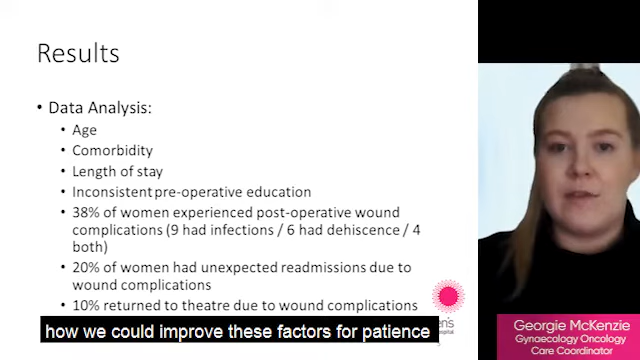 Results
• Data Analysis:
• Age
• Comorbidity
• Length of stay
• Inconsistent pre-operative education
• 38% of women experienced post-operative wound
complications (9 had infections / 6 had dehiscence / 4
both)
• 20% of women had unexpected readmissions due to
wound complications
• 10% returned to theatre due to wound complications
how we could improve these factors for patience
Georgie McKenzie
Gynaecology Oncology
Care Coordinator